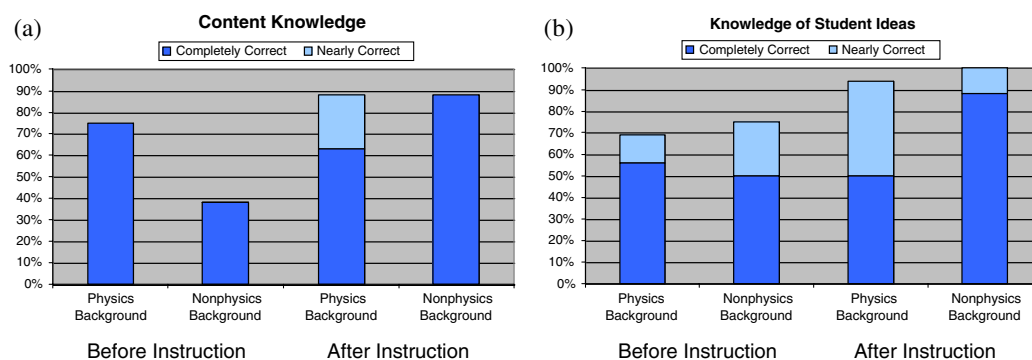 (a)
Content Knowledge
Completely Correct Nearly Correct
100%
90%
80%
70%
60%
50%
40%
30%
20%
10%
0%
Physics Background
Nonphysics Background
Physics Background
Nonphysics Background
Before Instruction After Instruction
(b)
Knowledge of Student Ideas
Completely Correct Nearly Correct
100%
90%
80%
70%
60%
50%
40%
30%
20%
10%
0%
Physics Background
Nonphysics Background
Physics Background
Nonphysics Background
Before Instruction After Instruction